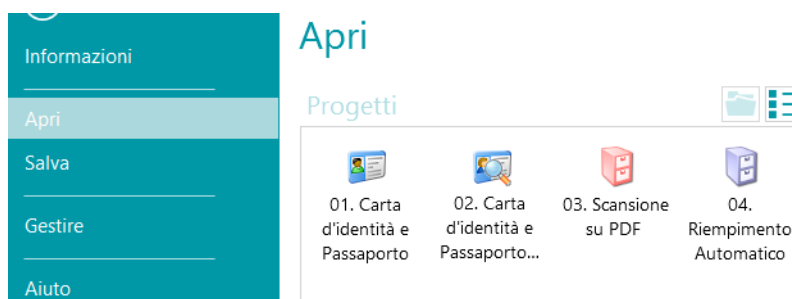 Informazioni
Apri
Salva
Gestire
Aiuto
Apri
Progetti
01. Carta
d'identità e
Passaporto
02. Carta
d'identità e
Passaporto...
03. Scansione
su PDF
04.
Riempimento
Automatico